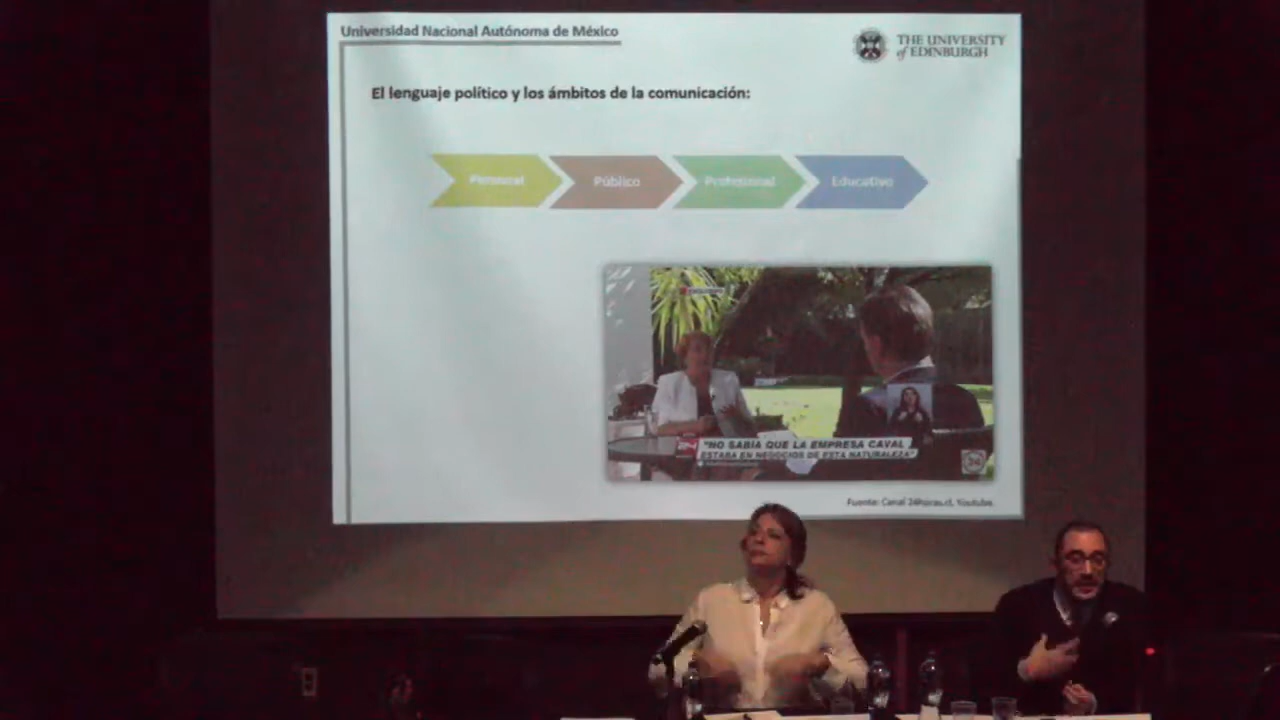 Universidad Nacional Autónoma de México
THE UNIVERSITY
of EDINBURGH
El lenguaje político y los ámbitos de la comunicación:
Personal
Público
Profesional
Educativo
"NO SABÍA QUE LA EMPRESA CAVAL
ESTABA EN NEGOCIOS DE ESTA NATURALEZA"
24
Fuente: Canal 24horas.cl, Youtube.